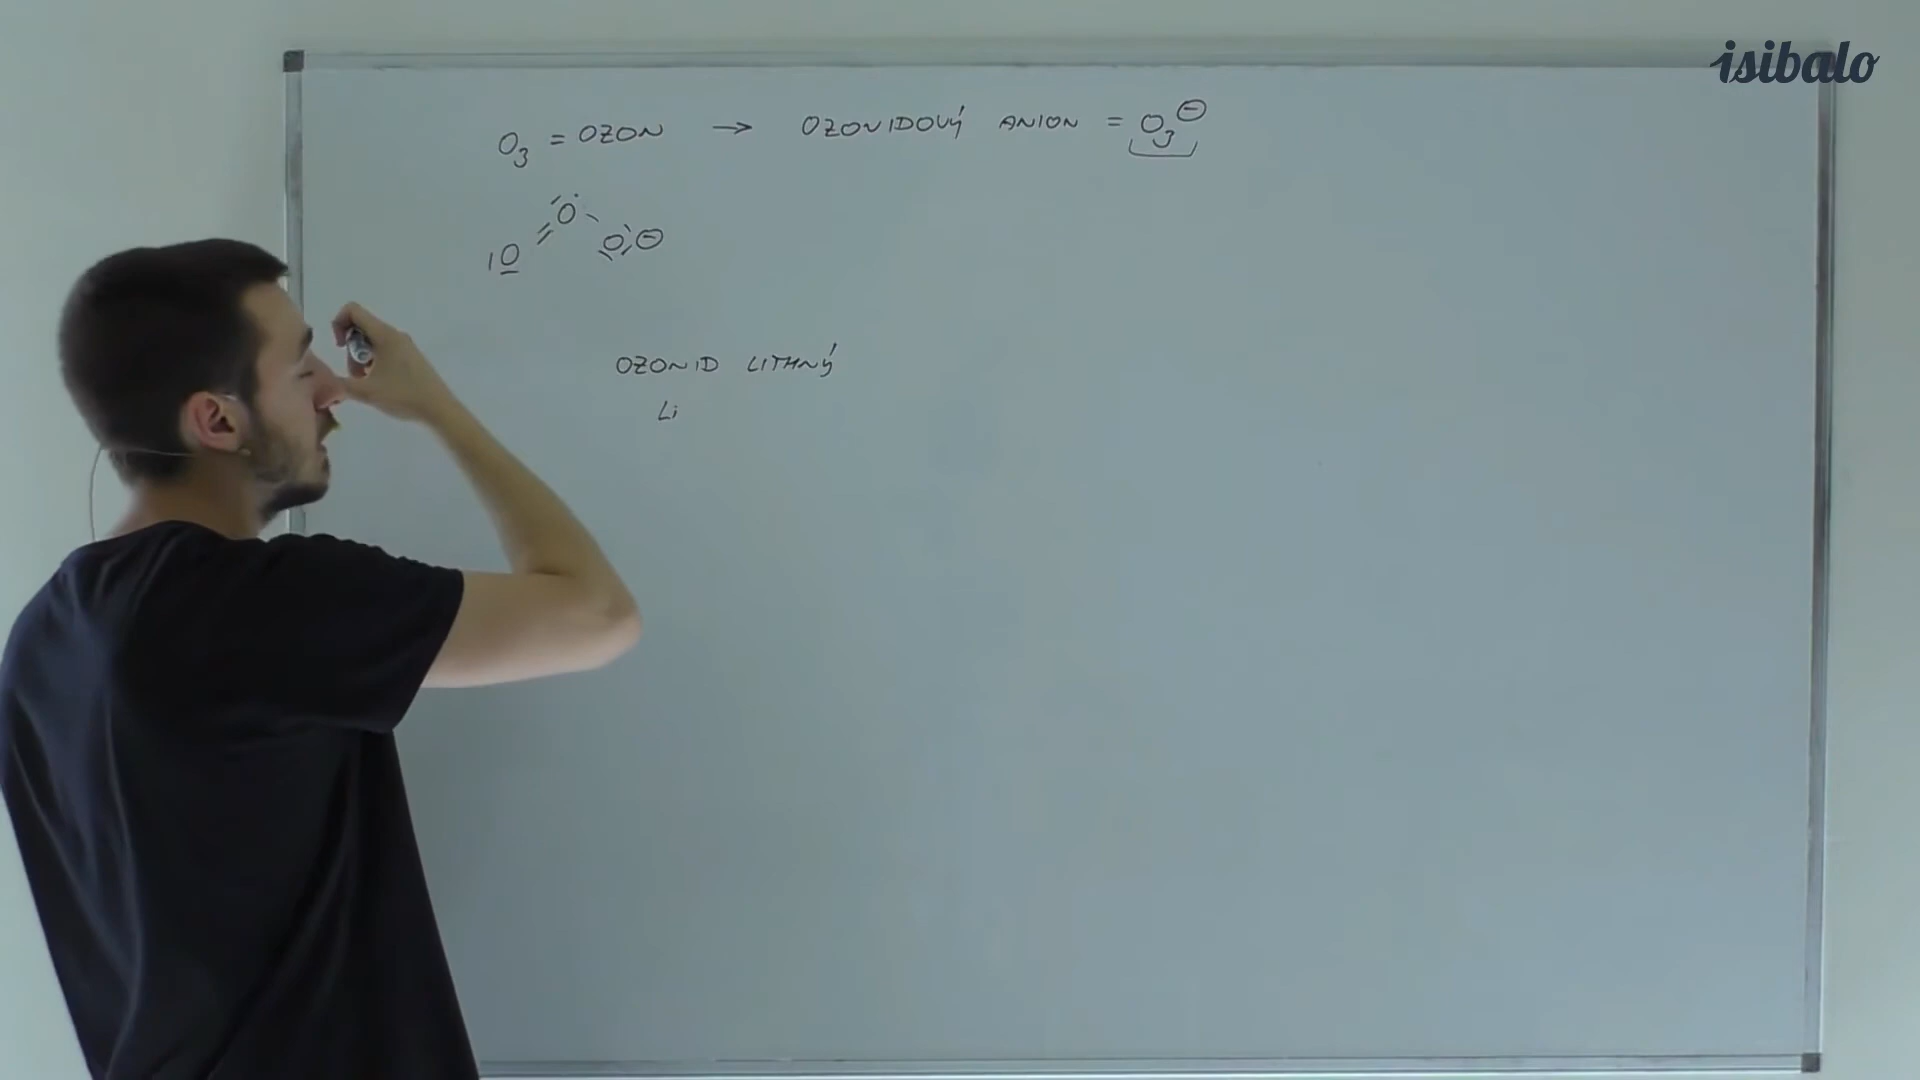 isibalo
O₃ = OZON → OZONIDOVÝ ANION = O₃⊖
|O = O - O⊖
OZONID LITHNÝ
Li